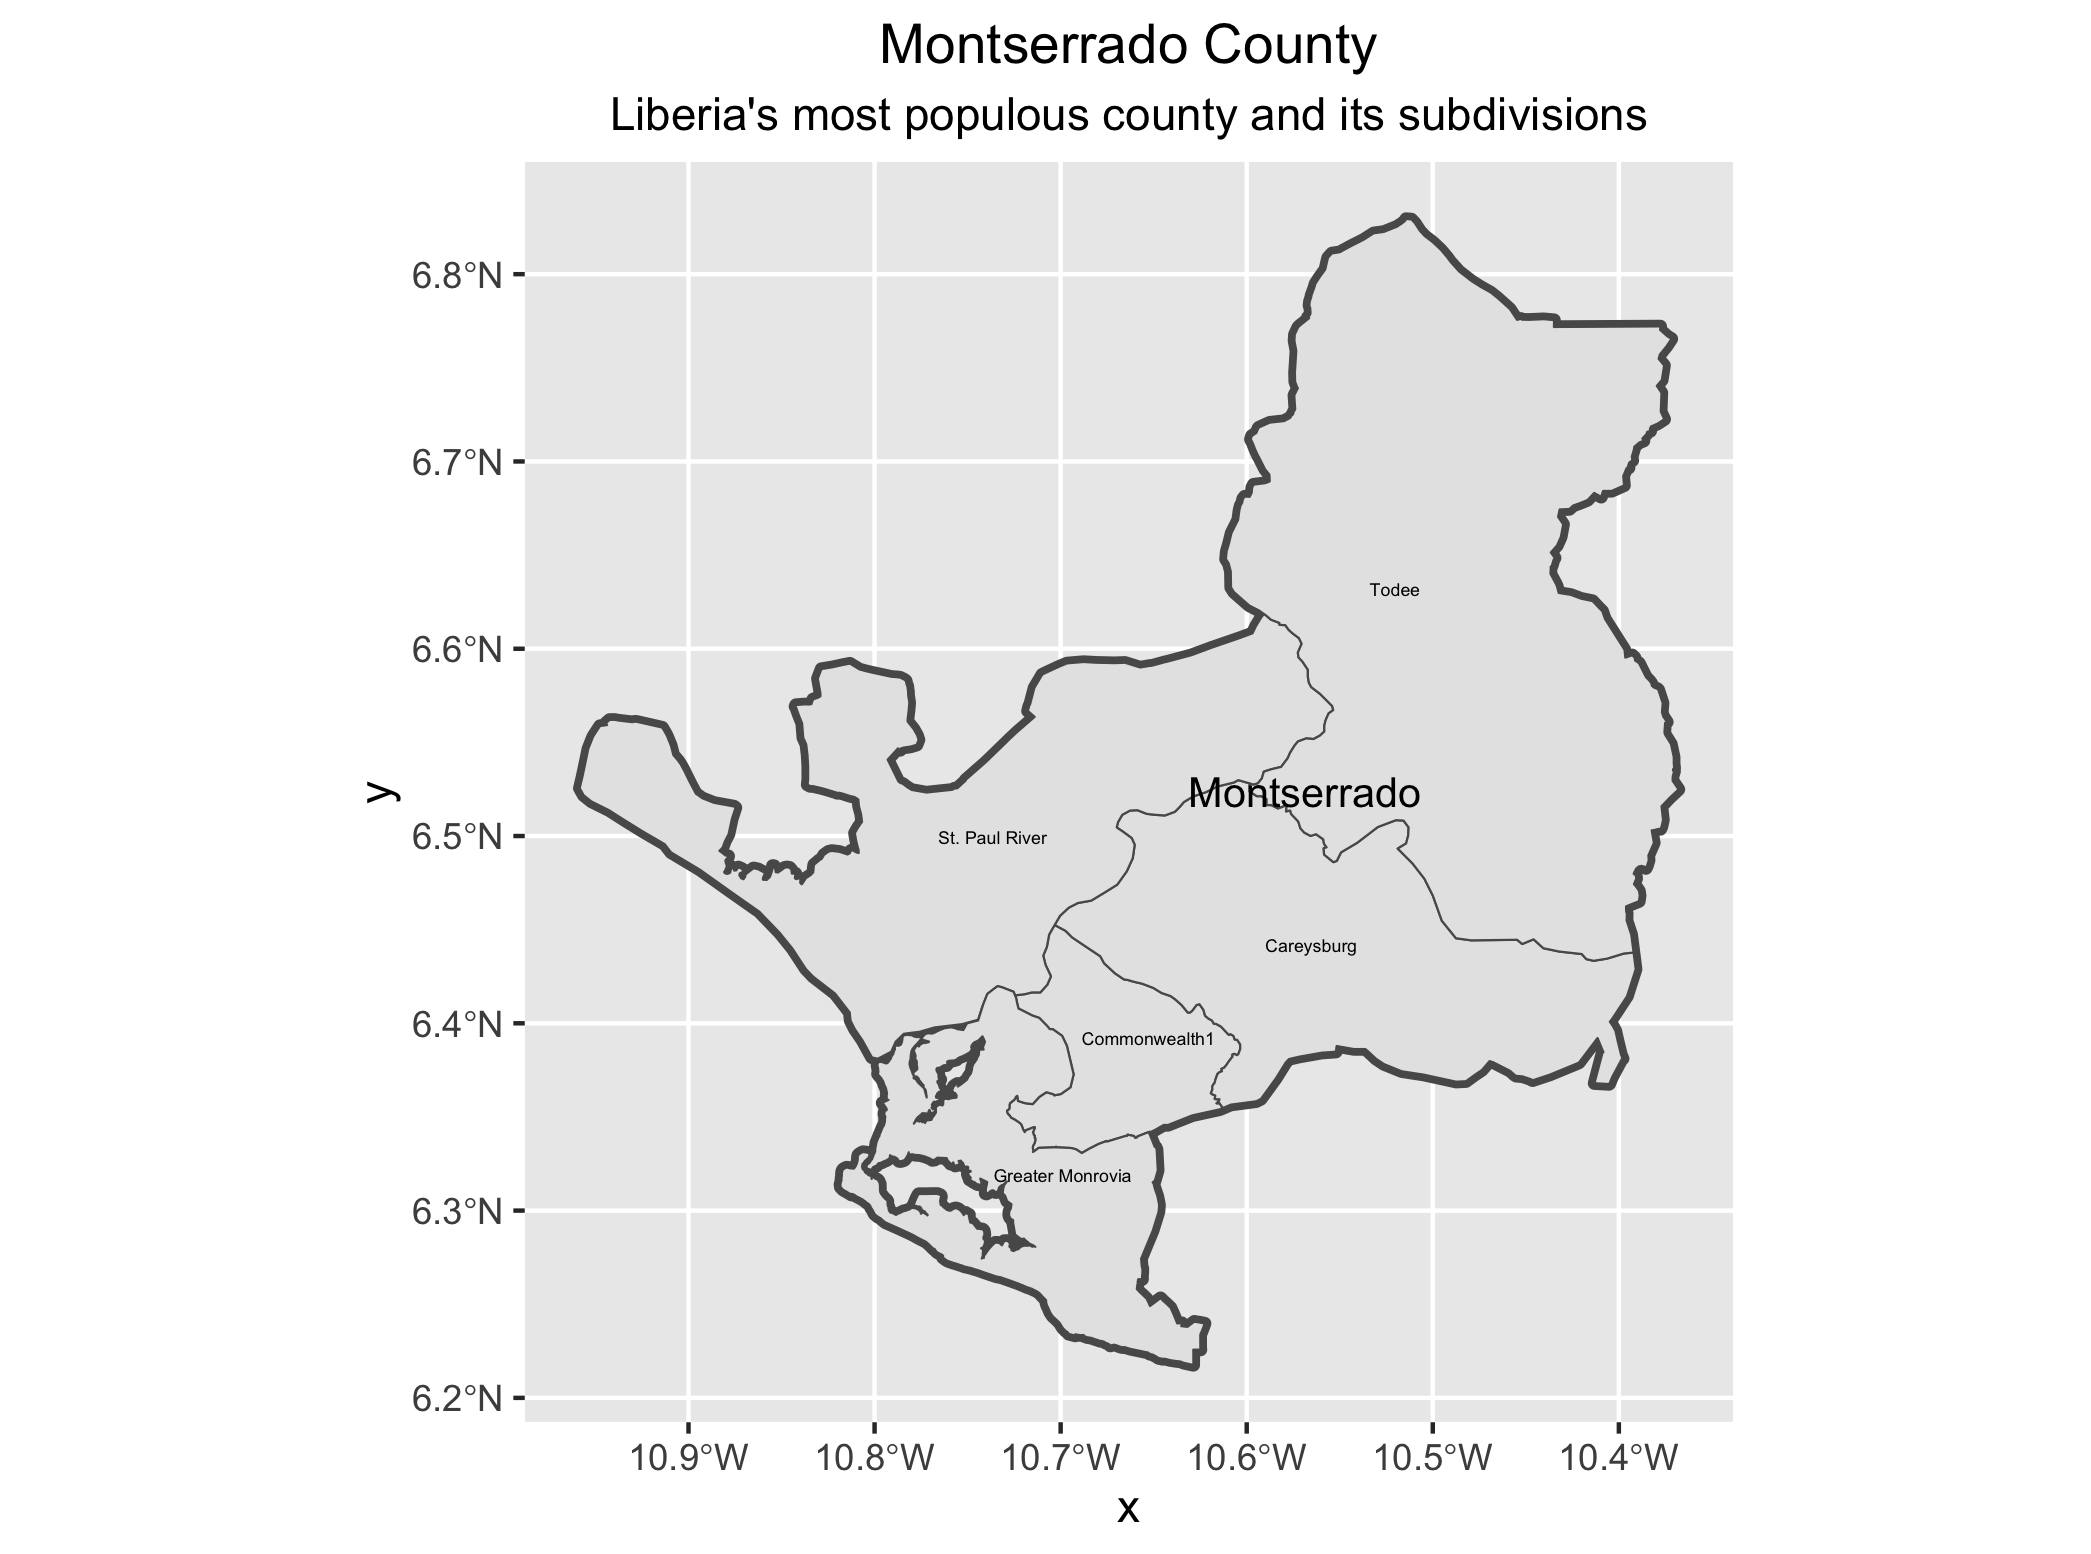 Montserrado County
Liberia's most populous county and its subdivisions
6.8°N
6.7°N
6.6°N
6.5°N
6.4°N
6.3°N
6.2°N
y
Todee
Montserrado
St. Paul River
Careysburg
Commonwealth1
Greater Monrovia
10.9°W 10.8°W 10.7°W 10.6°W 10.5°W 10.4°W
x